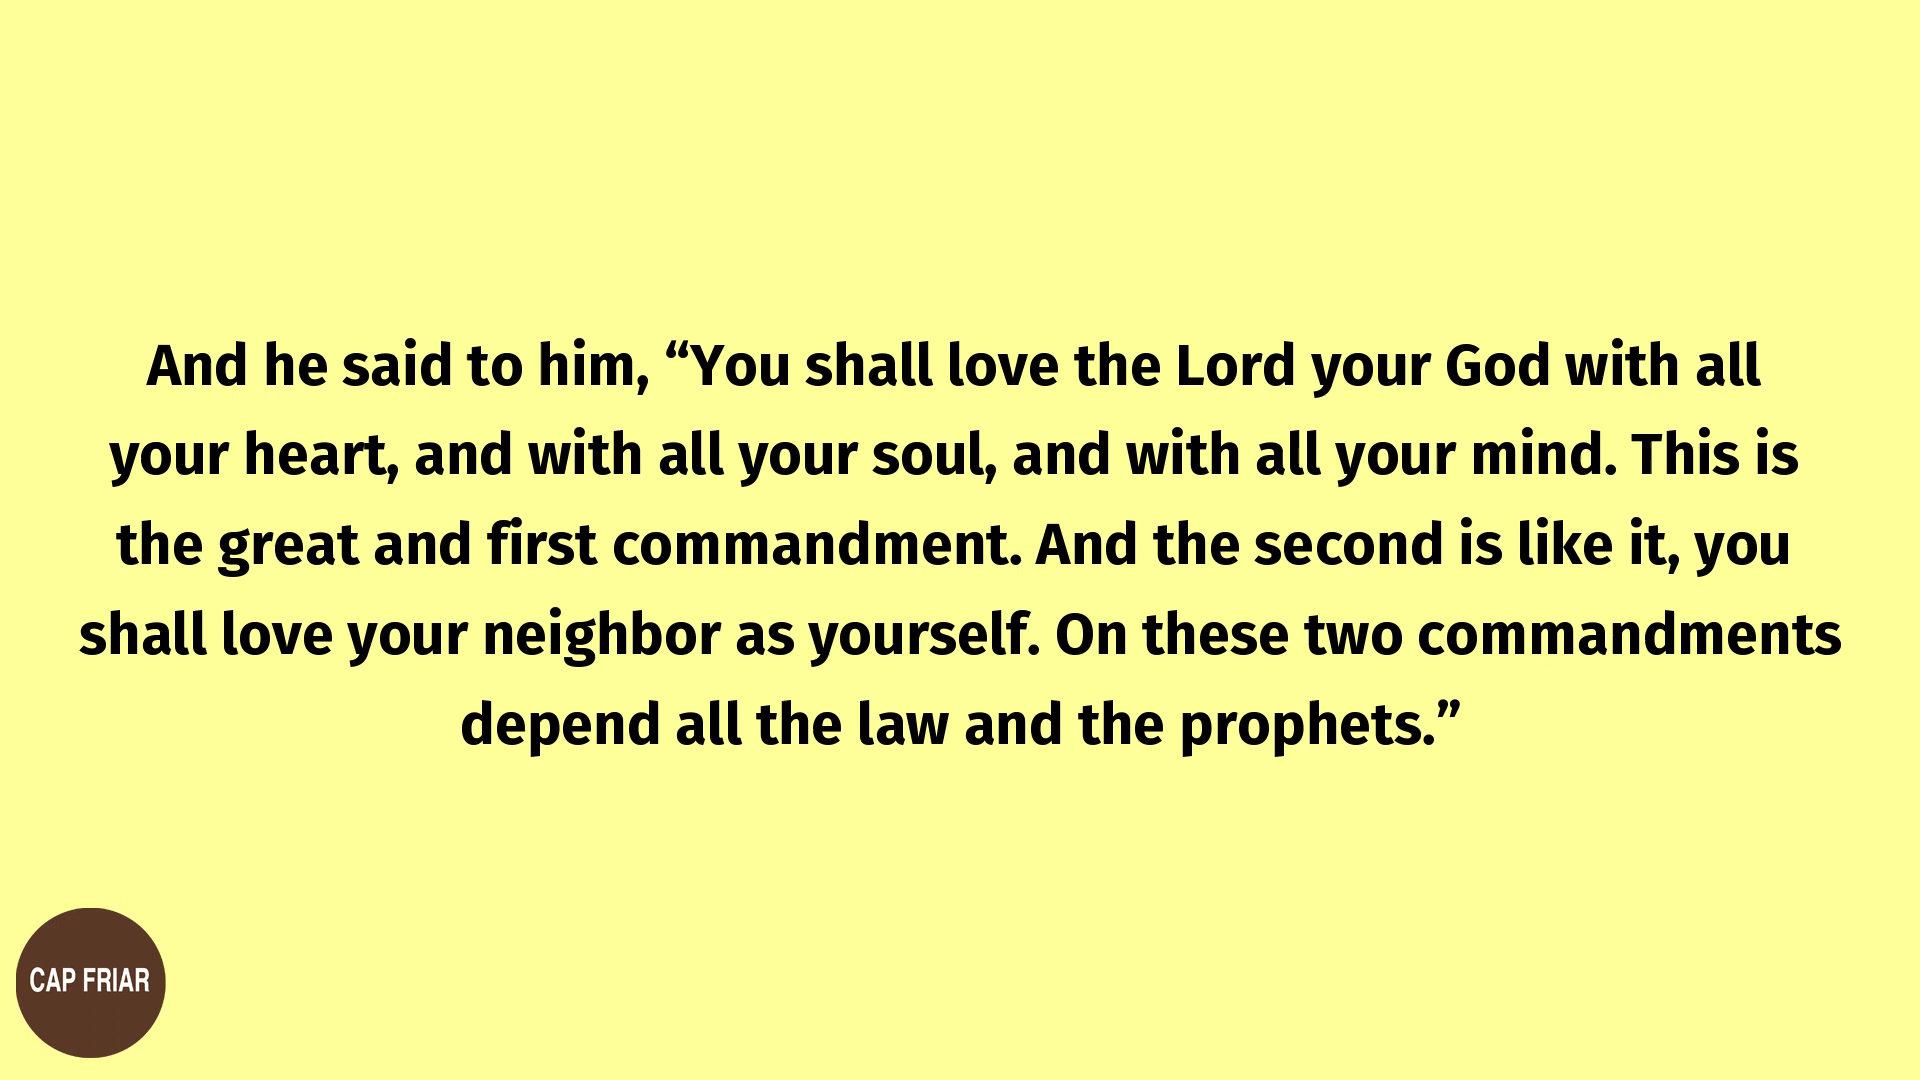 And he said to him, “You shall love the Lord your God with all
your heart, and with all your soul, and with all your mind. This is
the great and first commandment. And the second is like it, you
shall love your neighbor as yourself. On these two commandments
depend all the law and the prophets.”
CAP FRIAR